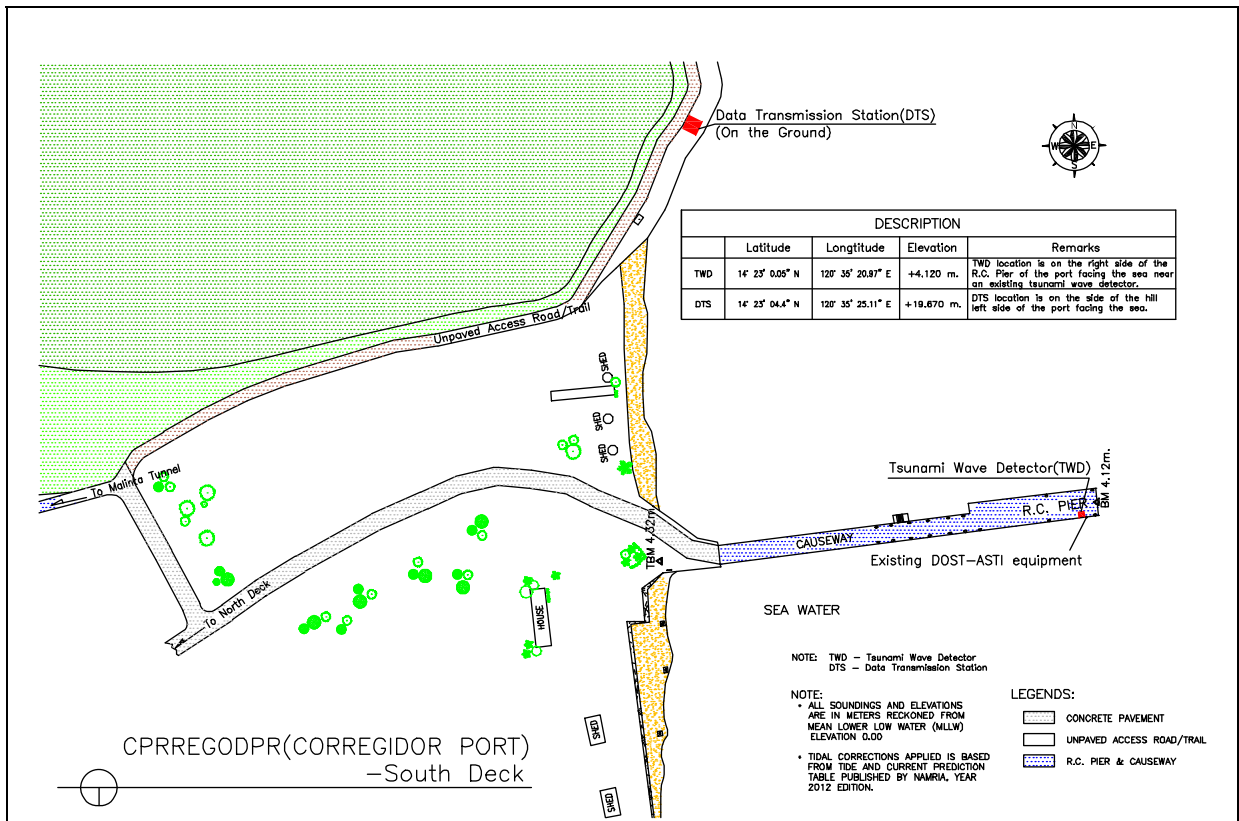 Data Transmission Station(DTS)
(On the Ground)
N
W E
S
DESCRIPTION
Latitude Longtitude Elevation Remarks
TWD 14° 23' 0.05" N 120° 35' 20.97" E +4.120 m. TWD location is on the right side of the
R.C. Pier of the port facing the sea near
an existing tsunami wave detector.
DTS 14° 23' 04.4" N 120° 35' 25.11" E +19.670 m. DTS location is on the side of the hill
left side of the port facing the sea.
Unpaved Access Road/Trail
SHED
SHED
SHED
To Malinta Tunnel
Tsunami Wave Detector(TWD)
BM 4.12m.
R.C. PIER
CAUSEWAY
TBM 4.02m.
Existing DOST-ASTI equipment
To North Deck
HOUSE
SEA WATER
NOTE: TWD - Tsunami Wave Detector
DTS - Data Transmission Station
NOTE:
• ALL SOUNDINGS AND ELEVATIONS
ARE IN METERS RECKONED FROM
MEAN LOWER LOW WATER (MLLW)
ELEVATION 0.00
• TIDAL CORRECTIONS APPLIED IS BASED
FROM TIDE AND CURRENT PREDICTION
TABLE PUBLISHED BY NAMRIA, YEAR
2012 EDITION.
LEGENDS:
CONCRETE PAVEMENT
UNPAVED ACCESS ROAD/TRAIL
R.C. PIER & CAUSEWAY
SHED
SHED
CPRREGODPR(CORREGIDOR PORT)
-South Deck